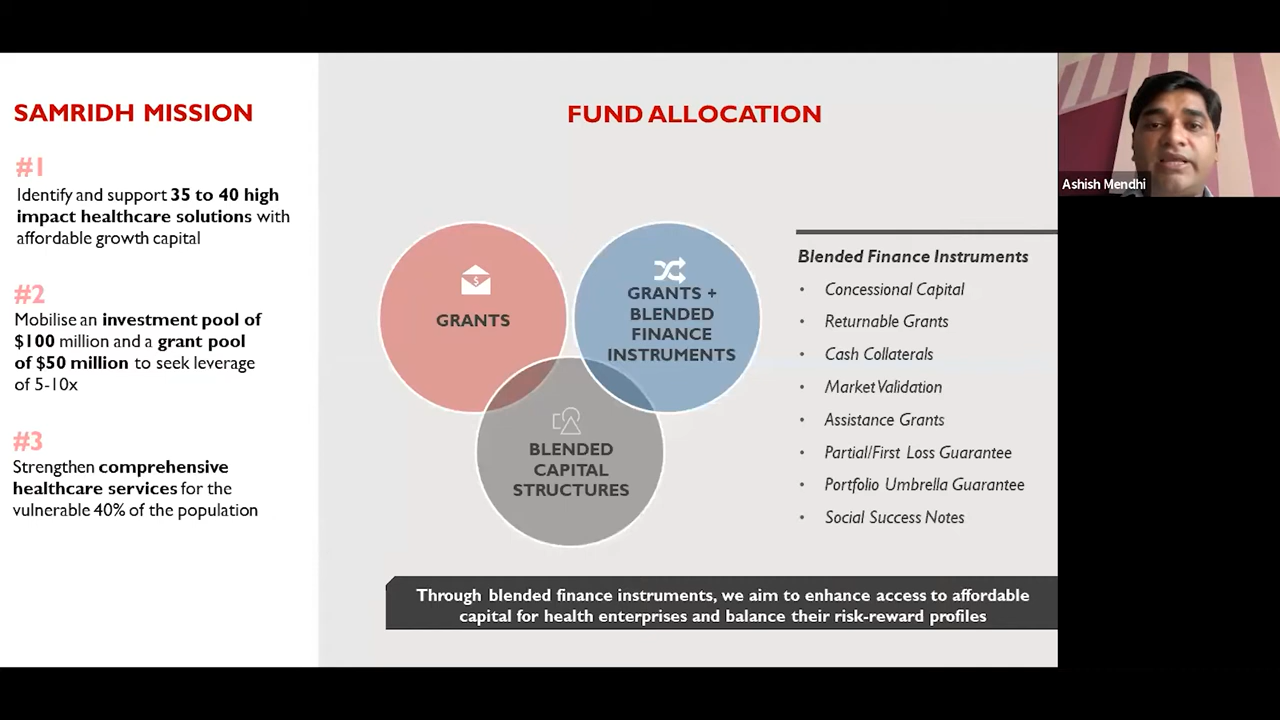 SAMRIDH MISSION
#1
Identify and support 35 to 40 high
impact healthcare solutions with
affordable growth capital
#2
Mobilise an investment pool of
$100 million and a grant pool
of $50 million to seek leverage
of 5-10x
#3
Strengthen comprehensive
healthcare services for the
vulnerable 40% of the population
FUND ALLOCATION
$
GRANTS
GRANTS +
BLENDED
FINANCE
INSTRUMENTS
BLENDED
CAPITAL
STRUCTURES
Blended Finance Instruments
• Concessional Capital
• Returnable Grants
• Cash Collaterals
• Market Validation
• Assistance Grants
• Partial/First Loss Guarantee
• Portfolio Umbrella Guarantee
• Social Success Notes
Through blended finance instruments, we aim to enhance access to affordable
capital for health enterprises and balance their risk-reward profiles
Ashish Mendhi